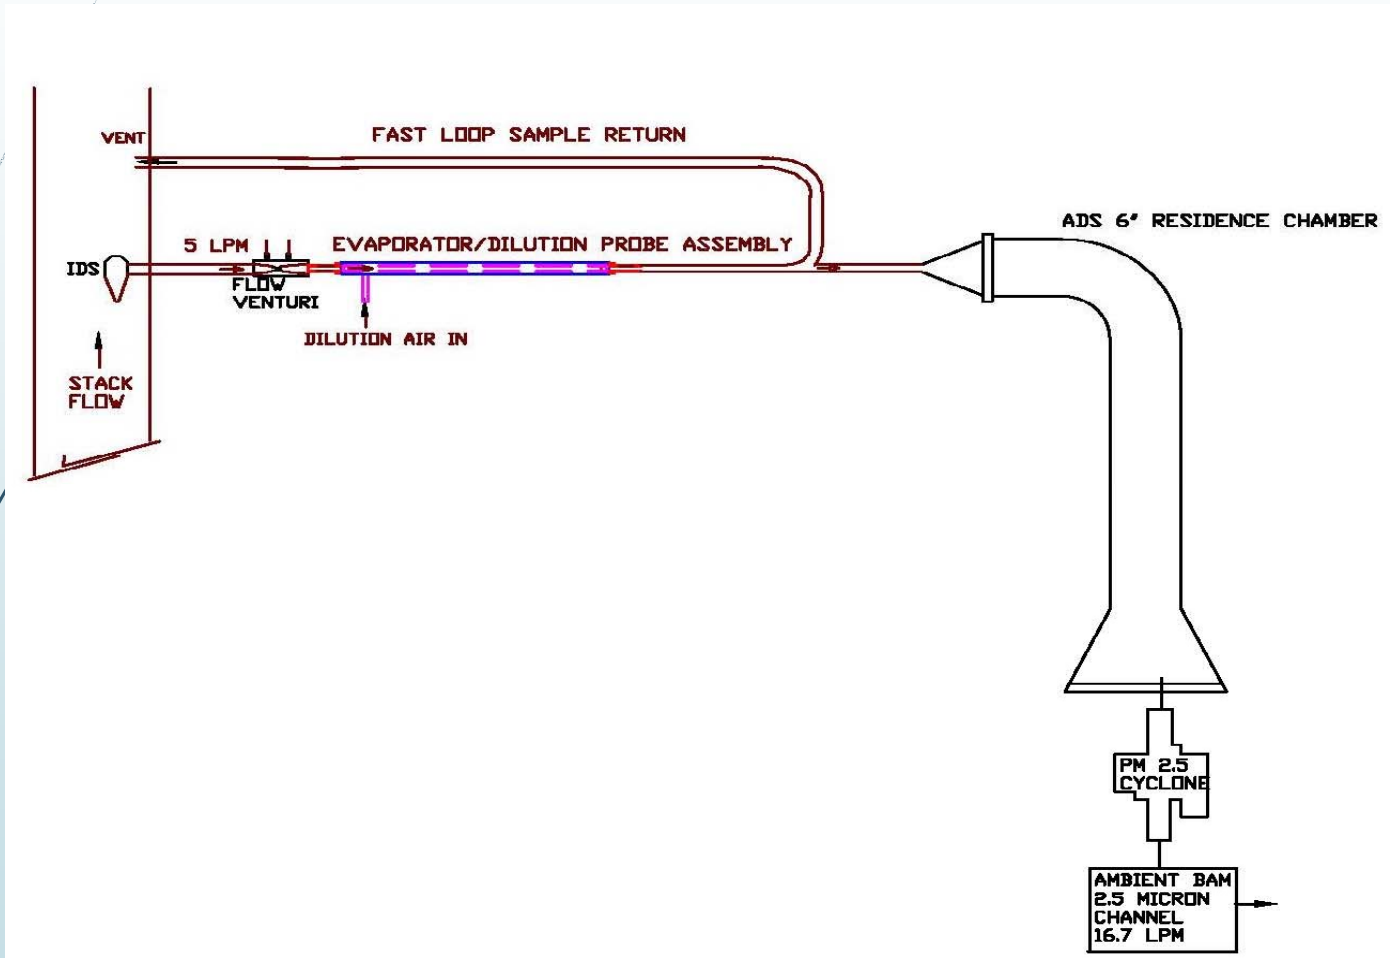 VENT
FAST LOOP SAMPLE RETURN
ADS 6" RESIDENCE CHAMBER
5 LPM
EVAPORATOR/DILUTION PROBE ASSEMBLY
IDS
FLOW
VENTURI
DILUTION AIR IN
STACK
FLOW
PM 2.5
CYCLONE
AMBIENT BAM
2.5 MICRON
CHANNEL
16.7 LPM